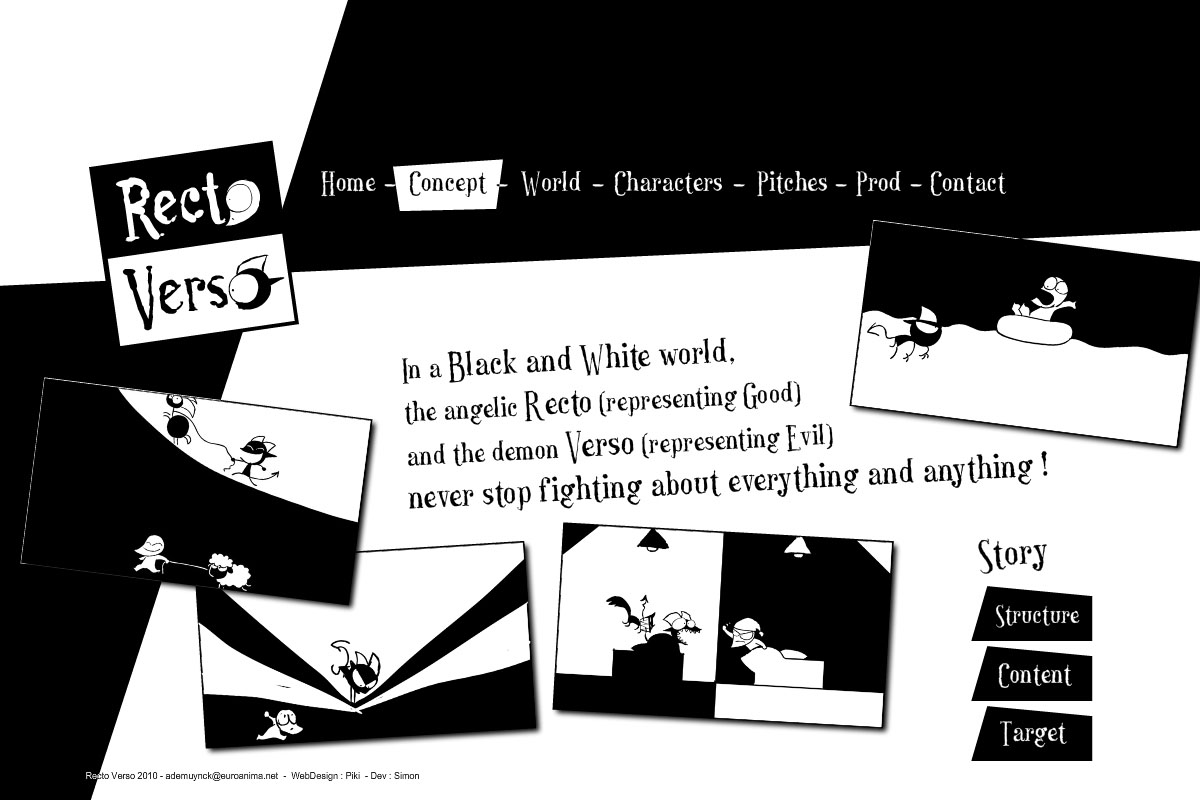 Recto
Verso
Home - Concept - World - Characters - Pitches - Prod - Contact
In a Black and White world,
the angelic Recto (representing Good)
and the demon Verso (representing Evil)
never stop fighting about everything and anything !
Story
Structure
Content
Target
Recto Verso 2010 - ademuynck@euroanima.net - WebDesign : Piki - Dev : Simon